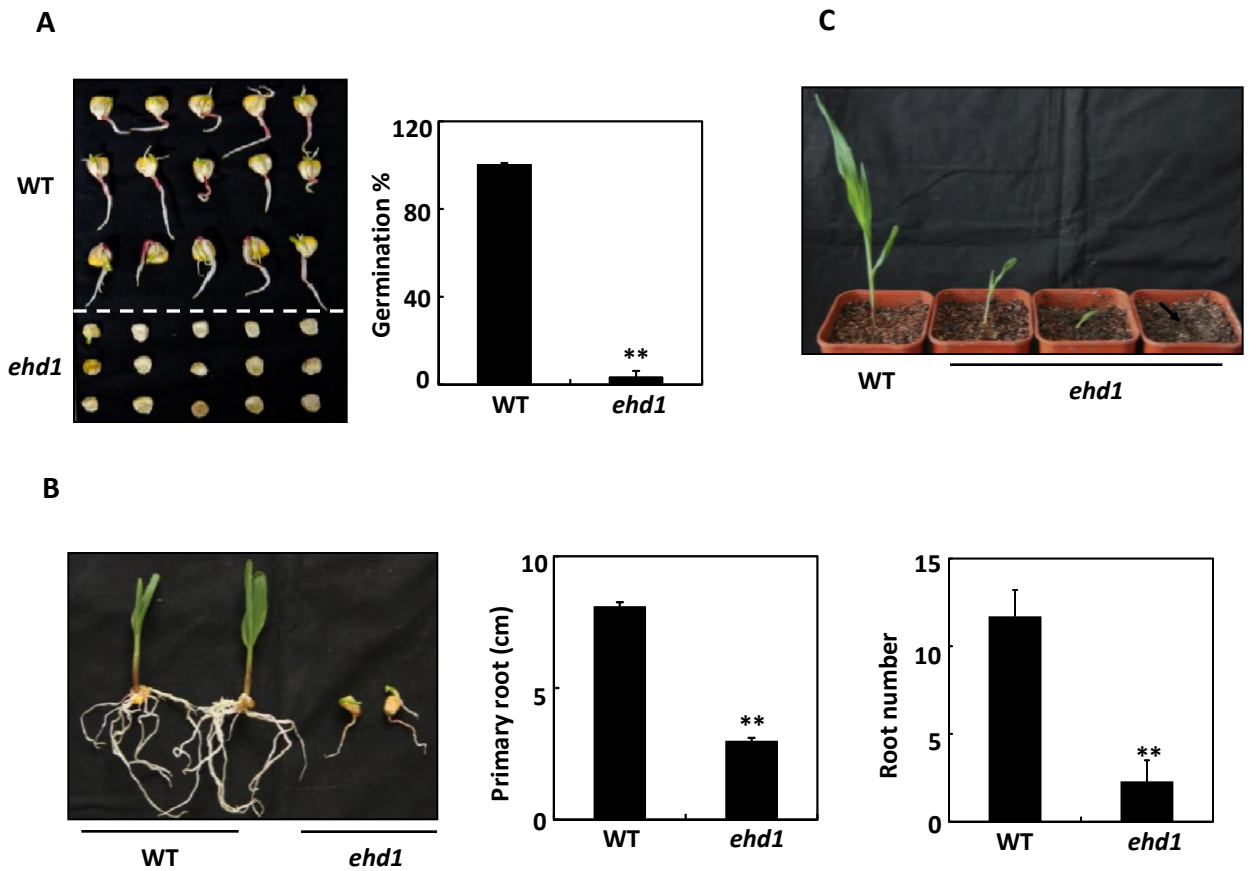 A
C
WT
ehd1
Germination %
120
80
40
0
**
WT
ehd1
WT
ehd1
B
WT
ehd1
Primary root (cm)
10
5
0
**
WT
ehd1
Root number
15
10
5
0
**
WT
ehd1